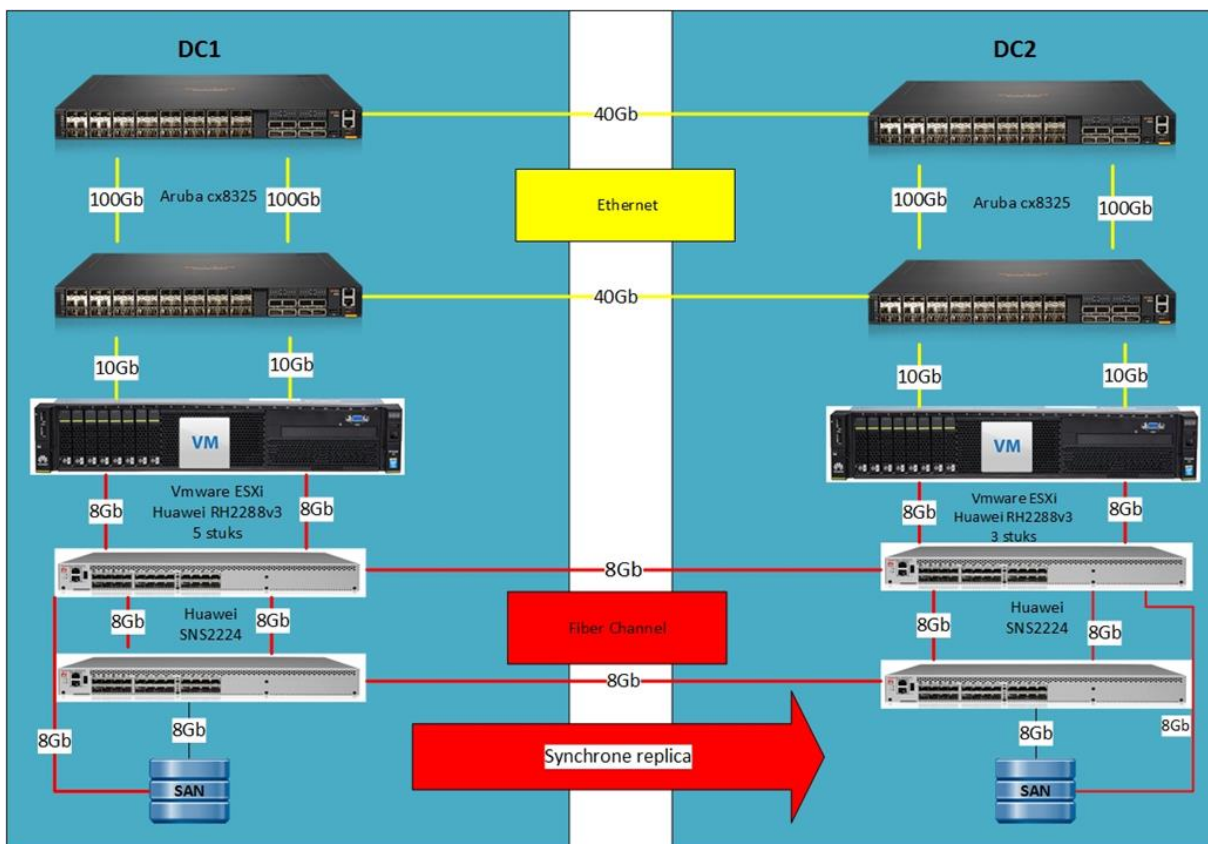 DC1
DC2
40Gb
100Gb
Aruba cx8325
100Gb
Ethernet
100Gb
Aruba cx8325
100Gb
40Gb
10Gb
10Gb
10Gb
10Gb
VM
VM
Vmware ESXi
Huawei RH2288v3
5 stuks
8Gb
8Gb
8Gb
Vmware ESXi
Huawei RH2288v3
3 stuks
8Gb
8Gb
Huawei
SNS2224
8Gb
8Gb
Fiber Channel
8Gb
Huawei
SNS2224
8Gb
8Gb
8Gb
8Gb
Synchrone replica
8Gb
8Gb
SAN
SAN